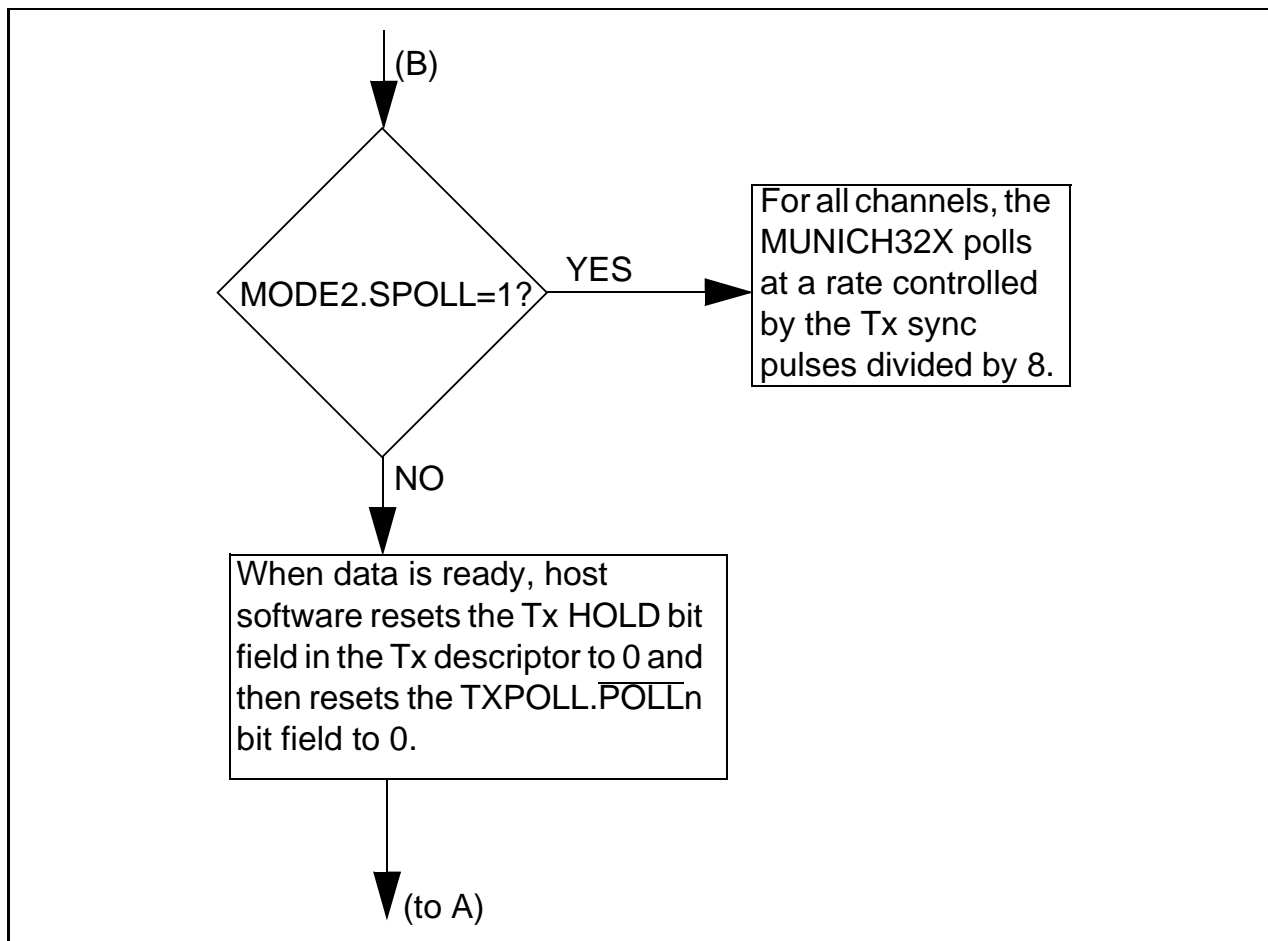 (B)
MODE2.SPOLL=1?
YES
For all channels, the
MUNICH32X polls
at a rate controlled
by the Tx sync
pulses divided by 8.
NO
When data is ready, host
software resets the Tx HOLD bit
field in the Tx descriptor to 0 and
then resets the TXPOLL.P̅O̅L̅L̅n
bit field to 0.
(to A)